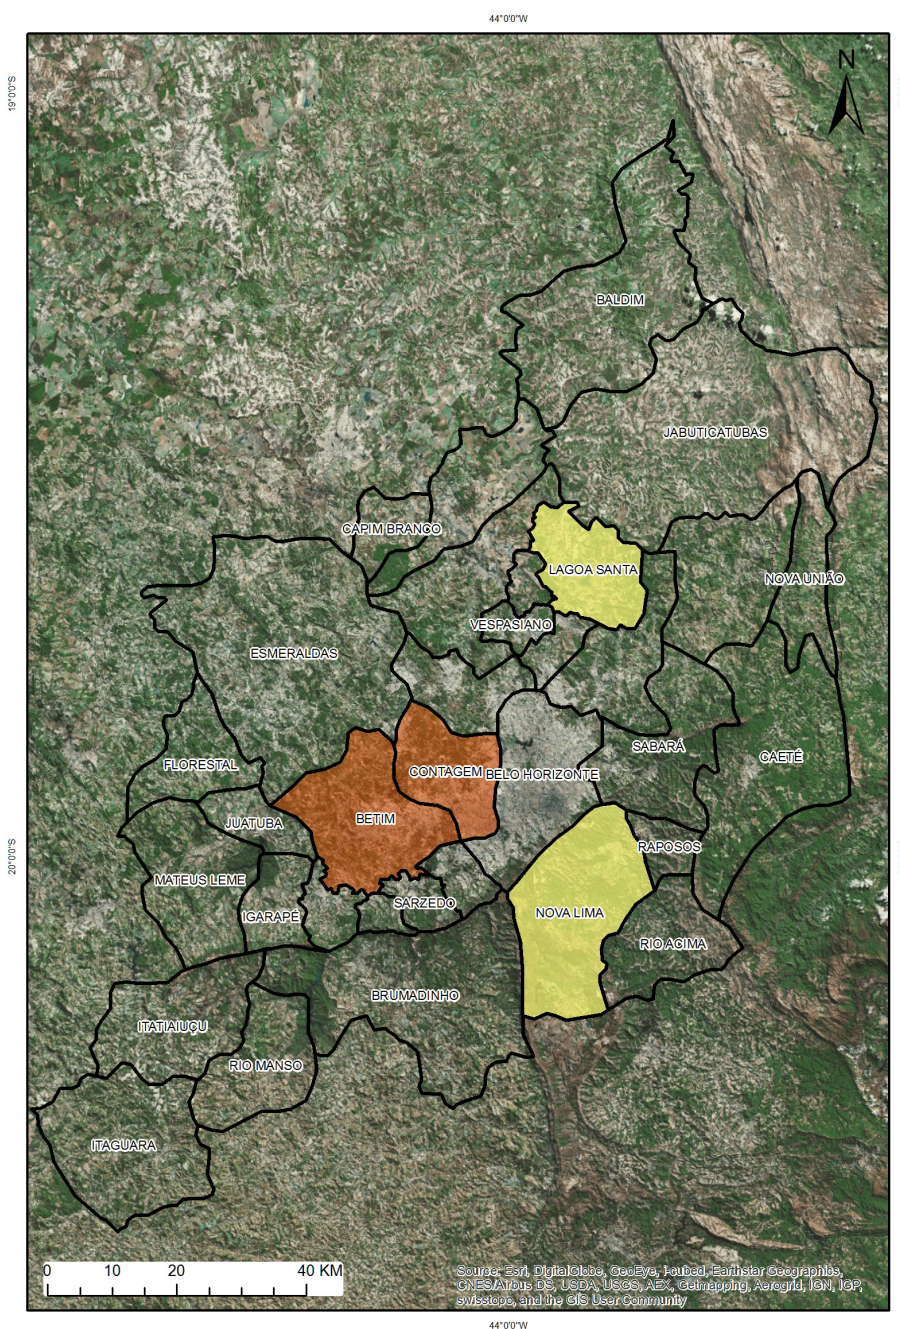 44°0'0"W
19°0'0"S
N
BALDIM
JABUTICATUBAS
CAPIM BRANCO
LAGOA SANTA
NOVA UNIÃO
VESPASIANO
ESMERALDAS
SABARÁ
CAETÉ
FLORESTAL
CONTAGEM
BELO HORIZONTE
BETIM
JUATUBA
RAPOSOS
20°0'0"S
MATEUS LEME
SARZEDO
IGARAPÉ
NOVA LIMA
RIO ACIMA
BRUMADINHO
ITATIAIUÇU
RIO MANSO
ITAGUARA
0 10 20 40 KM
Source: Esri, DigitalGlobe, GeoEye, i-cubed, Earthstar Geographics,
CNES/Airbus DS, USDA, USGS, AEX, Getmapping, Aerogrid, IGN, IGP,
swisstopo, and the GIS User Community
44°0'0"W